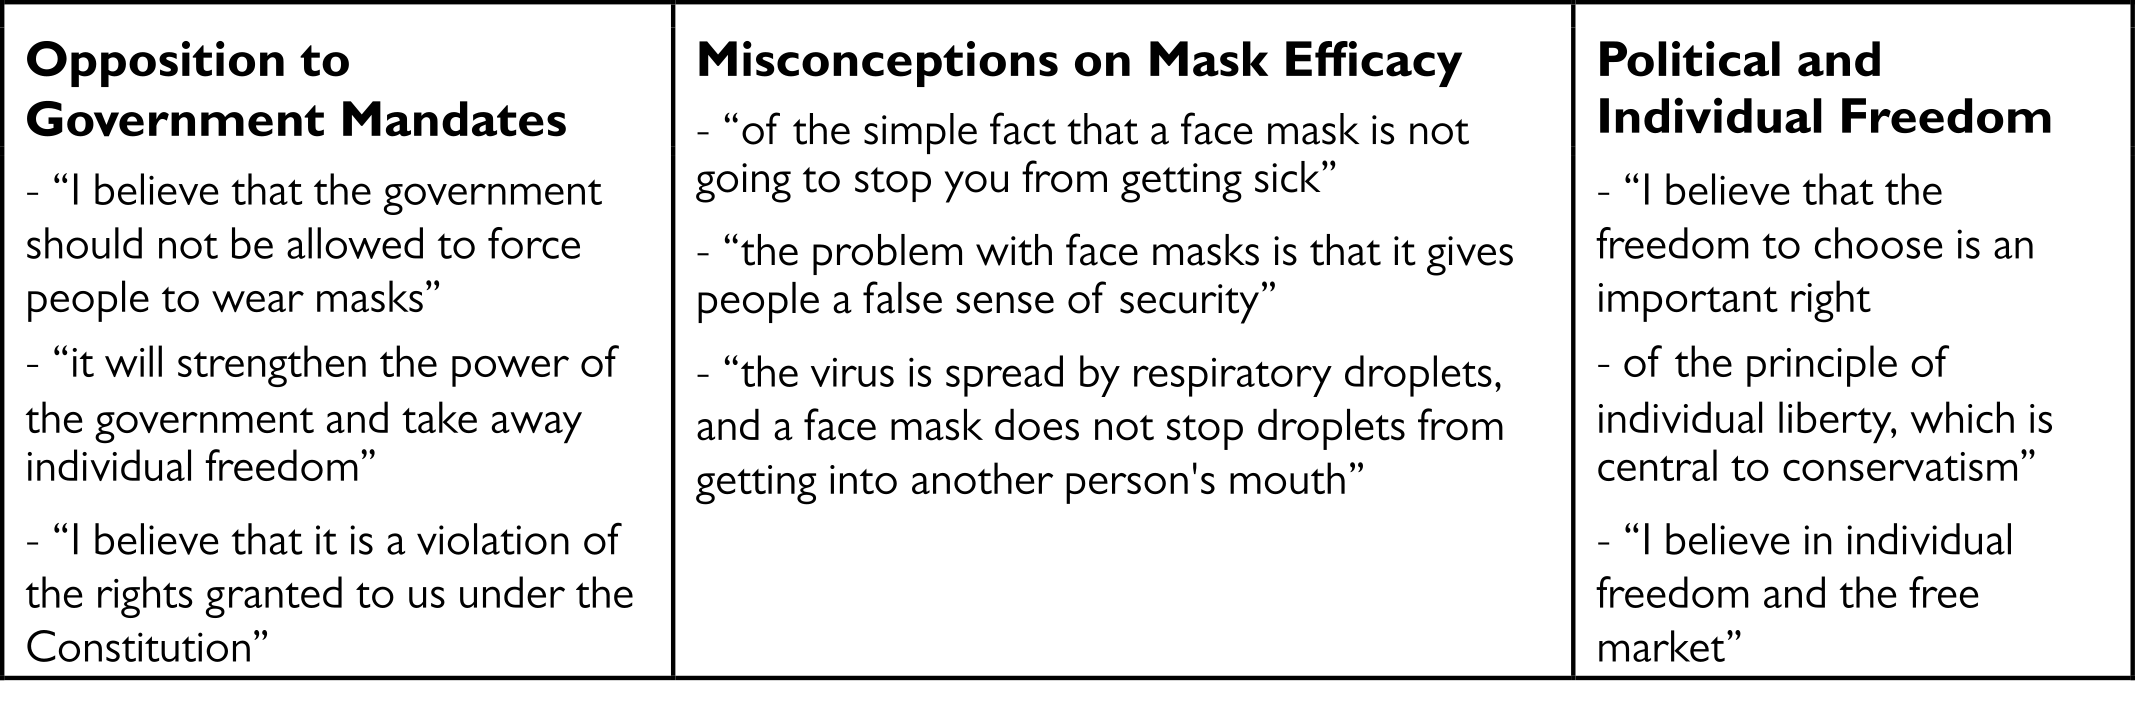 Opposition to
Government Mandates
- “I believe that the government
should not be allowed to force
people to wear masks”
- “it will strengthen the power of
the government and take away
individual freedom”
- “I believe that it is a violation of
the rights granted to us under the
Constitution”
Misconceptions on Mask Efficacy
- “of the simple fact that a face mask is not
going to stop you from getting sick”
- “the problem with face masks is that it gives
people a false sense of security”
- “the virus is spread by respiratory droplets,
and a face mask does not stop droplets from
getting into another person's mouth”
Political and
Individual Freedom
- “I believe that the
freedom to choose is an
important right
- of the principle of
individual liberty, which is
central to conservatism”
- “I believe in individual
freedom and the free
market”